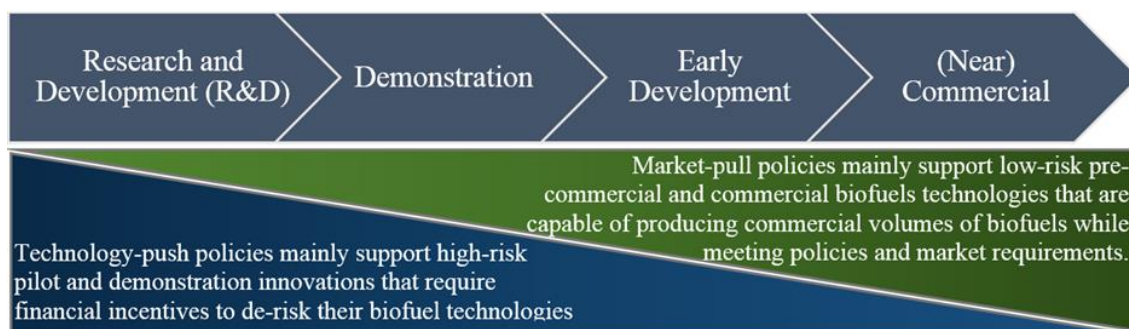 Research and
Development (R&D)
Demonstration
Early
Development
(Near)
Commercial
Market-pull policies mainly support low-risk pre-
commercial and commercial biofuels technologies that are
capable of producing commercial volumes of biofuels while
meeting policies and market requirements.
Technology-push policies mainly support high-risk
pilot and demonstration innovations that require
financial incentives to de-risk their biofuel technologies